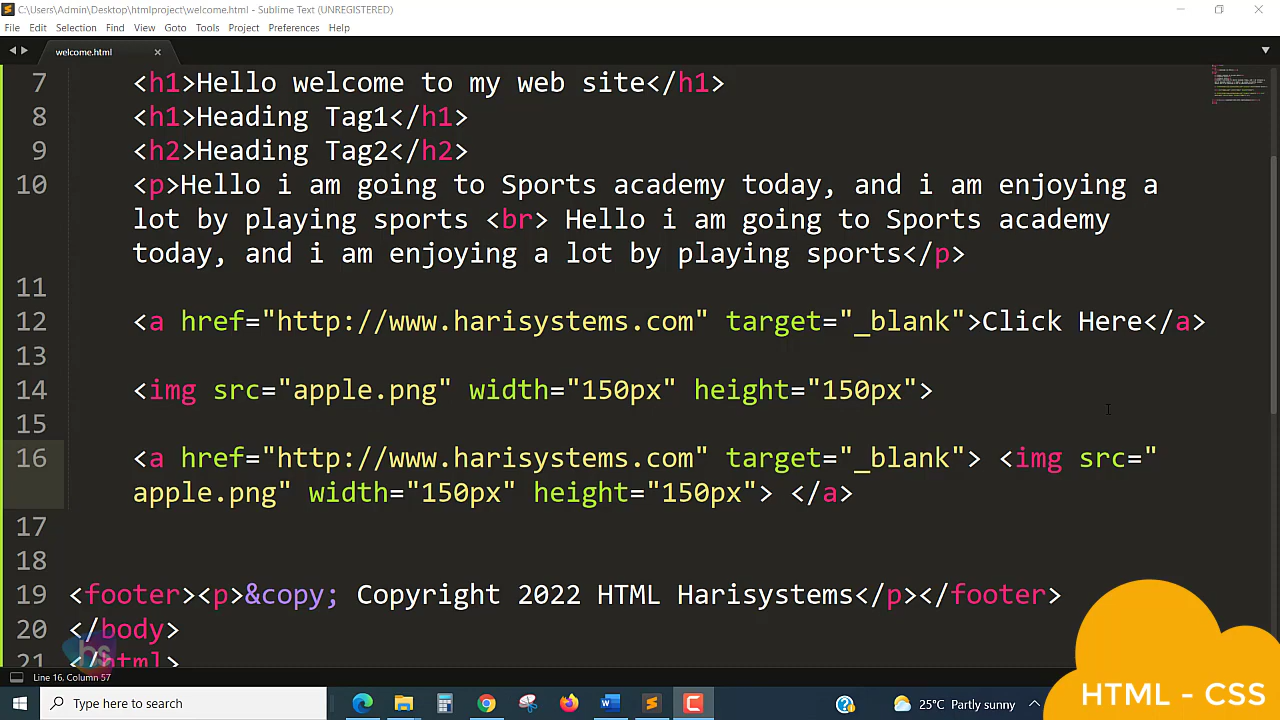 C:\Users\Admin\Desktop\htmlproject\welcome.html - Sublime Text (UNREGISTERED)
File Edit Selection Find View Goto Tools Project Preferences Help
welcome.html
7 <h1>Hello welcome to my web site</h1>
8 <h1>Heading Tag1</h1>
9 <h2>Heading Tag2</h2>
10 <p>Hello i am going to Sports academy today, and i am enjoying a
lot by playing sports <br> Hello i am going to Sports academy
today, and i am enjoying a lot by playing sports</p>
11
12 <a href="http://www.harisystems.com" target="_blank">Click Here</a>
13
14 <img src="apple.png" width="150px" height="150px">
15
16 <a href="http://www.harisystems.com" target="_blank"> <img src="
apple.png" width="150px" height="150px"> </a>
17
18
19 <footer><p>&copy; Copyright 2022 HTML Harisystems</p></footer>
20 </body>
21 </html>
hs
Line 16, Column 57
Type here to search
25°C Partly sunny
HTML - CSS